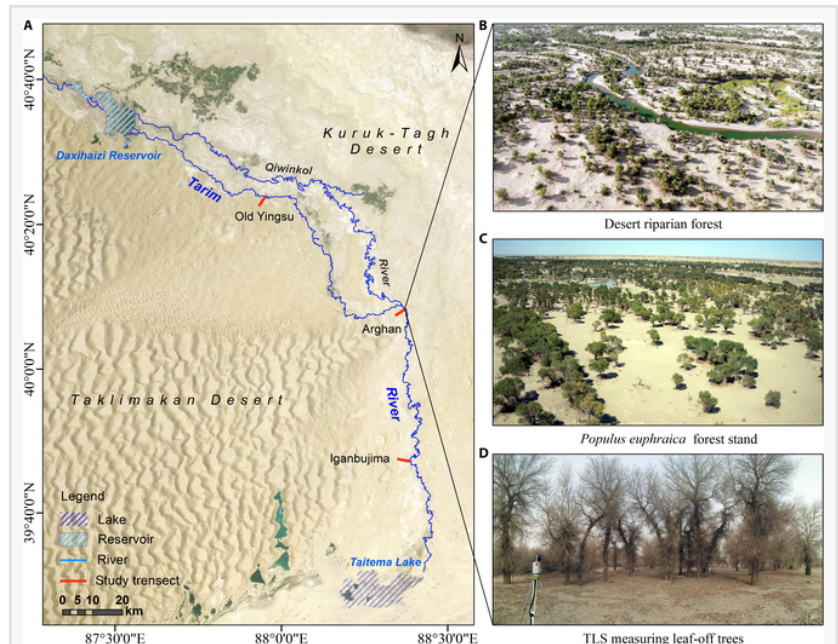 A
N
40°40'0"N
Kuruk-Tagh
Desert
Daxihaizi Reservoir
Qiwinkol
Tarim
Old Yingsu
40°20'0"N
River
Arghan
40°0'0"N
Taklimakan Desert
River
Iganbujima
39°40'0"N
Legend
Lake
Reservoir
River
Study trensect
Taitema Lake
0 5 10 20
km
87°30'0"E
88°0'0"E
88°30'0"E
B
Desert riparian forest
C
Populus euphraica forest stand
D
TLS measuring leaf-off trees